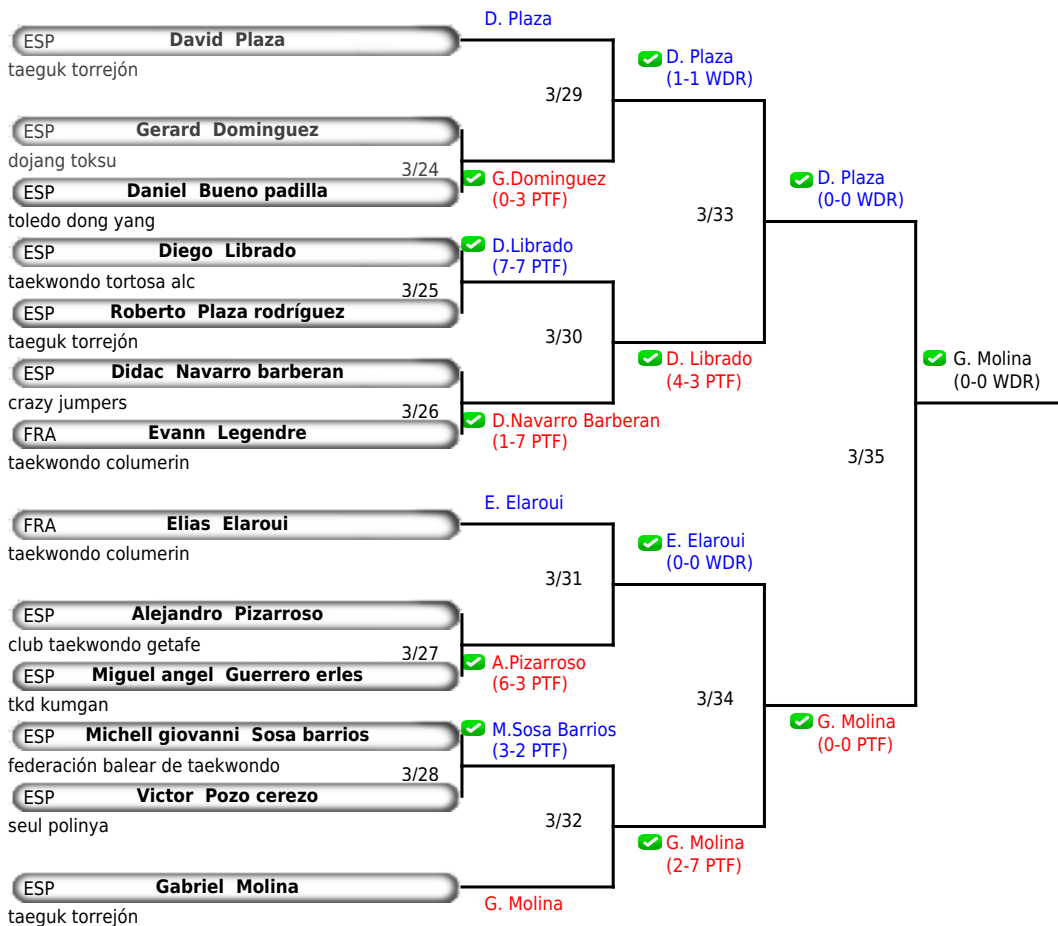 D. Plaza
ESP David Plaza
taeguk torrejón
D. Plaza
(1-1 WDR)
3/29
ESP Gerard Dominguez
dojang toksu
3/24
G.Dominguez
(0-3 PTF)
ESP Daniel Bueno padilla
toledo dong yang
D. Plaza
(0-0 WDR)
3/33
ESP Diego Librado
D.Librado
(7-7 PTF)
taekwondo tortosa alc
3/25
ESP Roberto Plaza rodríguez
taeguk torrejón
3/30
D. Librado
(4-3 PTF)
ESP Didac Navarro barberan
crazy jumpers
3/26
D.Navarro Barberan
(1-7 PTF)
FRA Evann Legendre
taekwondo columerin
G. Molina
(0-0 WDR)
3/35
E. Elaroui
FRA Elias Elaroui
taekwondo columerin
E. Elaroui
(0-0 WDR)
3/31
ESP Alejandro Pizarroso
club taekwondo getafe
3/27
A.Pizarroso
(6-3 PTF)
ESP Miguel angel Guerrero erles
tkd kumgan
3/34
G. Molina
(0-0 PTF)
ESP Michell giovanni Sosa barrios
M.Sosa Barrios
(3-2 PTF)
federación balear de taekwondo
3/28
ESP Victor Pozo cerezo
seul polinya
3/32
G. Molina
(2-7 PTF)
ESP Gabriel Molina
G. Molina
taeguk torrejón